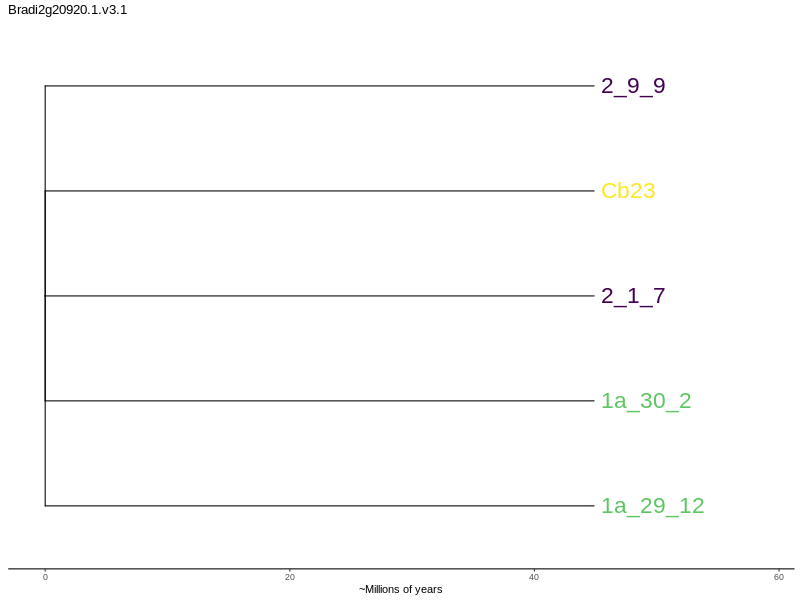 Bradi2g20920.1.v3.1
2_9_9
Cb23
2_1_7
1a_30_2
1a_29_12
0 20 40 60
~Millions of years